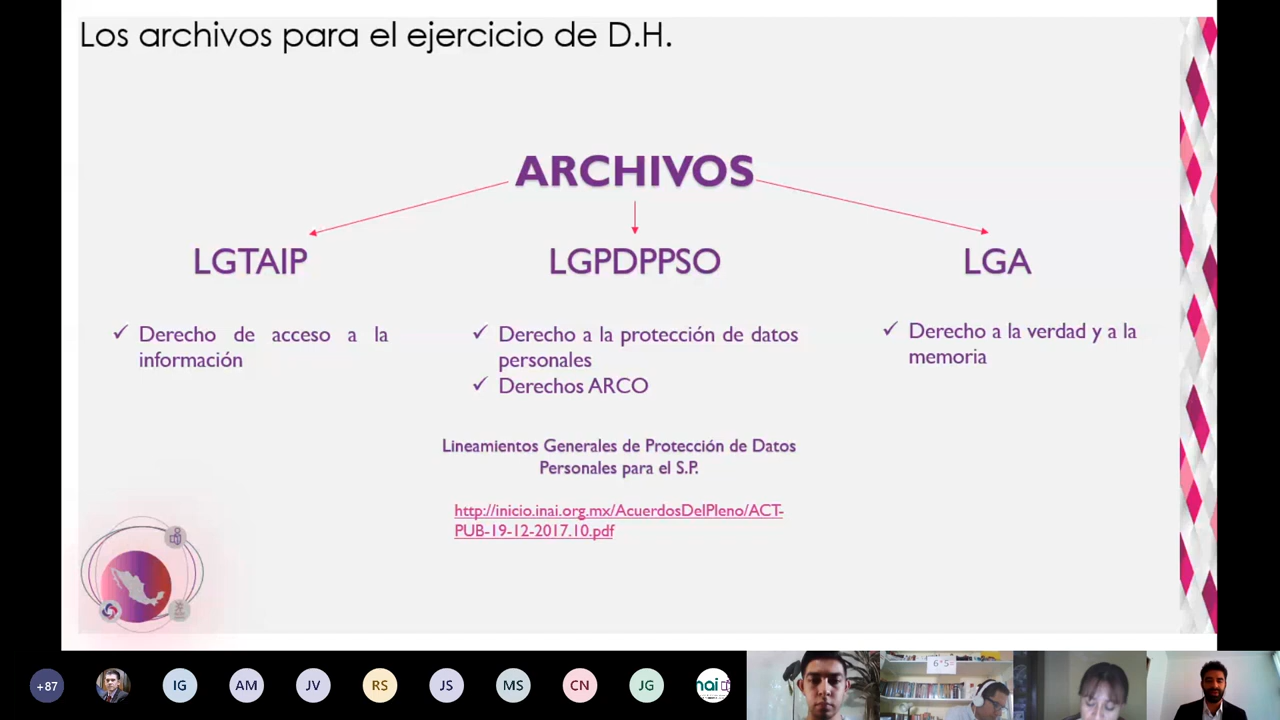 Los archivos para el ejercicio de D.H.
ARCHIVOS
LGTAIP
LGPDPPSO
LGA
✓ Derecho de acceso a la
información
✓ Derecho a la protección de datos
personales
✓ Derechos ARCO
✓ Derecho a la verdad y a la
memoria
Lineamientos Generales de Protección de Datos
Personales para el S.P.
http://inicio.inai.org.mx/AcuerdosDelPleno/ACT-
PUB-19-12-2017.10.pdf
+87
IG
AM
JV
RS
JS
MS
CN
JG